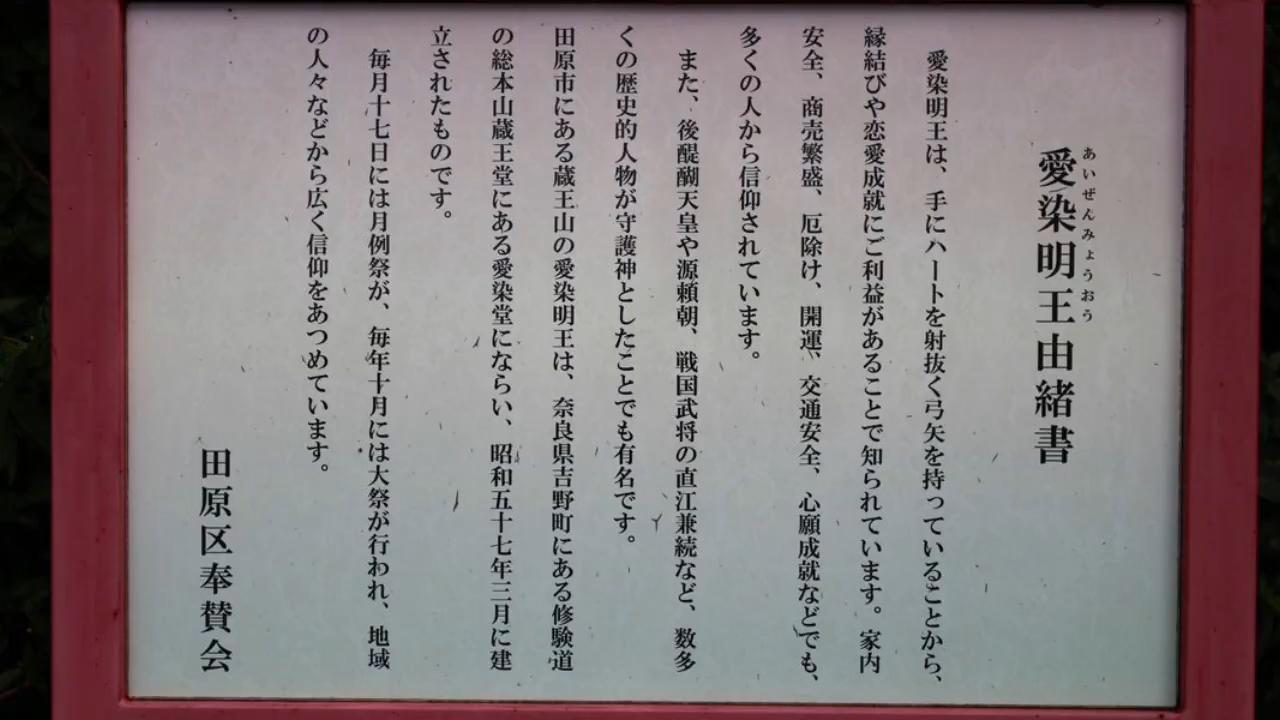 愛染明王由緒書
あいぜんみょうおう
愛染明王は、手にハートを射抜く弓矢を持っていることから、
縁結びや恋愛成就にご利益があることで知られています。家内
安全、商売繁盛、厄除け、開運、交通安全、心願成就などでも、
多くの人から信仰されています。
また、後醍醐天皇や源頼朝、戦国武将の直江兼続など、数多
くの歴史的人物が守護神としたことでも有名です。
田原市にある蔵王山の愛染明王は、奈良県吉野町にある修験道
の総本山蔵王堂にある愛染堂にならい、昭和五十七年三月に建
立されたものです。
毎月十七日には月例祭が、毎年十月には大祭が行われ、地域
の人々などから広く信仰をあつめています。
田原区奉賛会